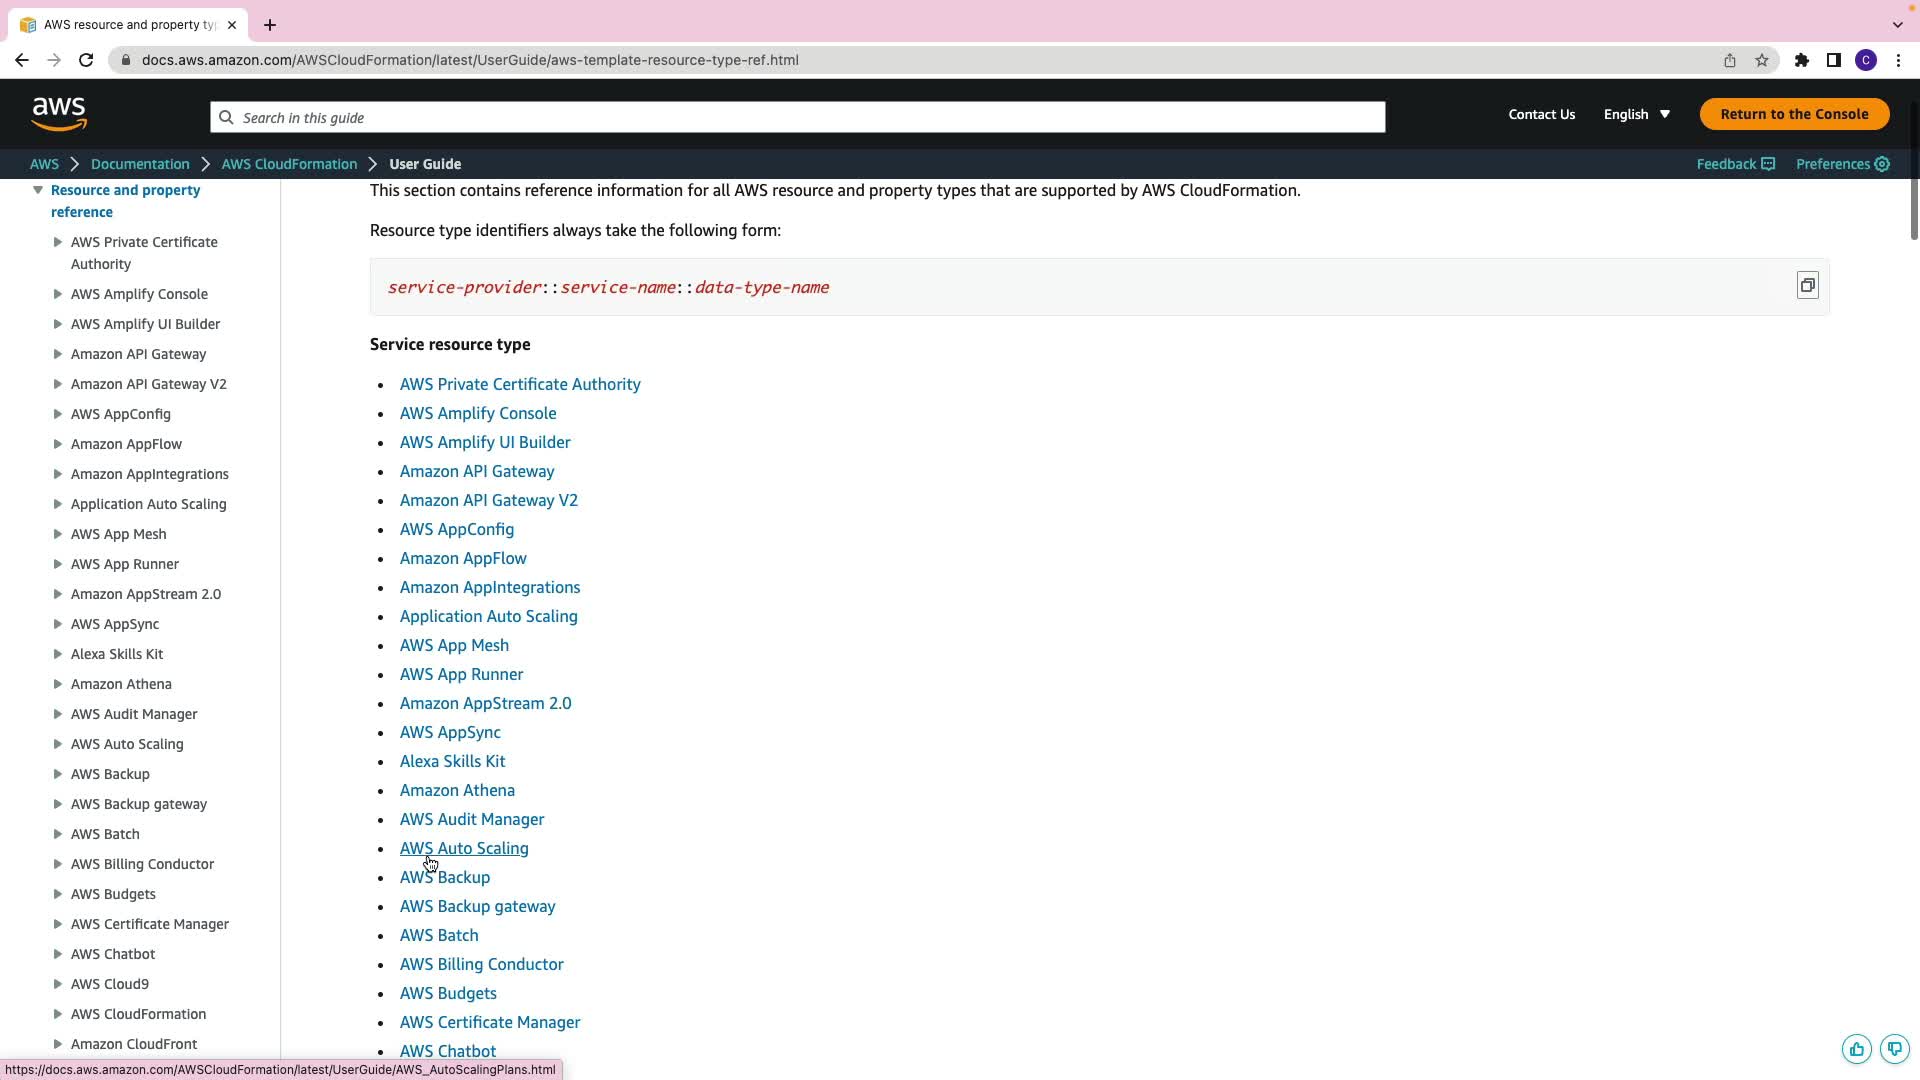 AWS resource and property typ
docs.aws.amazon.com/AWSCloudFormation/latest/UserGuide/aws-template-resource-type-ref.html
C
aws
Search in this guide
Contact Us
English
Return to the Console
AWS
Documentation
AWS CloudFormation
User Guide
Feedback
Preferences
Resource and property
reference
AWS Private Certificate
Authority
AWS Amplify Console
AWS Amplify UI Builder
Amazon API Gateway
Amazon API Gateway V2
AWS AppConfig
Amazon AppFlow
Amazon AppIntegrations
Application Auto Scaling
AWS App Mesh
AWS App Runner
Amazon AppStream 2.0
AWS AppSync
Alexa Skills Kit
Amazon Athena
AWS Audit Manager
AWS Auto Scaling
AWS Backup
AWS Backup gateway
AWS Batch
AWS Billing Conductor
AWS Budgets
AWS Certificate Manager
AWS Chatbot
AWS Cloud9
AWS CloudFormation
Amazon CloudFront
This section contains reference information for all AWS resource and property types that are supported by AWS CloudFormation.
Resource type identifiers always take the following form:
service-provider::service-name::data-type-name
Service resource type
AWS Private Certificate Authority
AWS Amplify Console
AWS Amplify UI Builder
Amazon API Gateway
Amazon API Gateway V2
AWS AppConfig
Amazon AppFlow
Amazon AppIntegrations
Application Auto Scaling
AWS App Mesh
AWS App Runner
Amazon AppStream 2.0
AWS AppSync
Alexa Skills Kit
Amazon Athena
AWS Audit Manager
AWS Auto Scaling
AWS Backup
AWS Backup gateway
AWS Batch
AWS Billing Conductor
AWS Budgets
AWS Certificate Manager
AWS Chatbot
https://docs.aws.amazon.com/AWSCloudFormation/latest/UserGuide/AWS_AutoScalingPlans.html